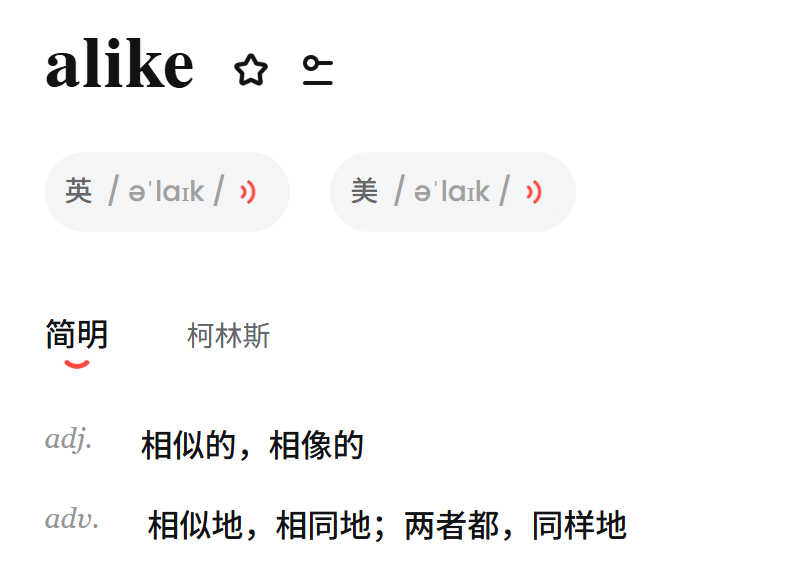 alike
英 / əˈlaɪk / 美 / əˈlaɪk /
简明 柯林斯
adj. 相似的，相像的
adv. 相似地，相同地；两者都，同样地